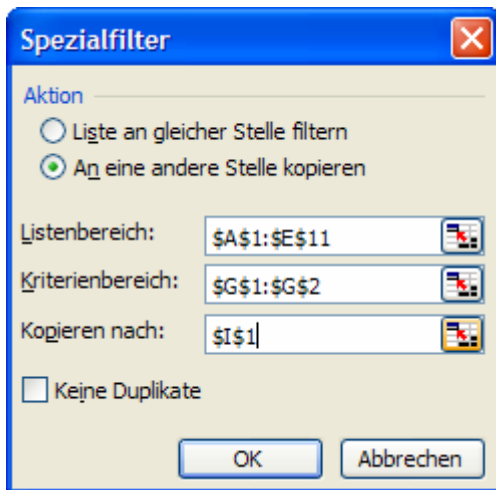 Spezialfilter
Aktion
Liste an gleicher Stelle filtern
An eine andere Stelle kopieren
Listenbereich: $A$1:$E$11
Kriterienbereich: $G$1:$G$2
Kopieren nach: $I$1
Keine Duplikate
OK Abbrechen